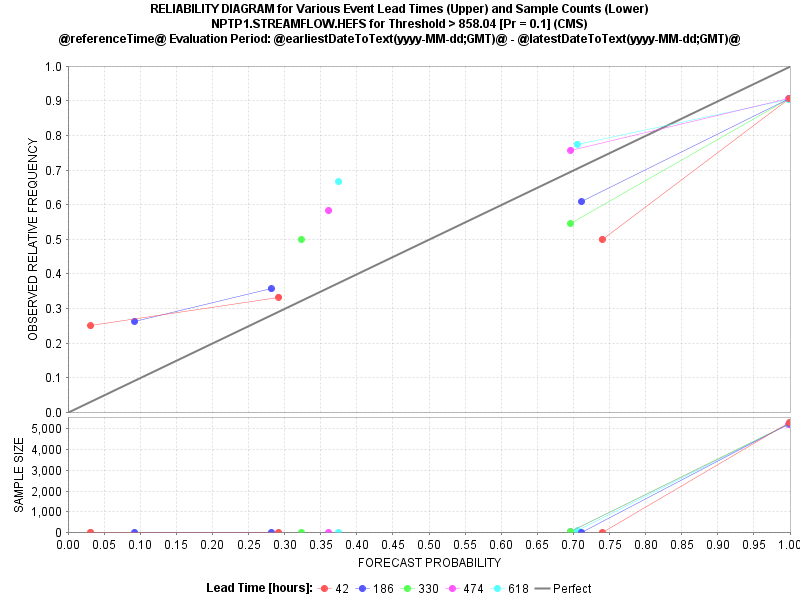 RELIABILITY DIAGRAM for Various Event Lead Times (Upper) and Sample Counts (Lower)
NPTP1.STREAMFLOW.HEFS for Threshold > 858.04 [Pr = 0.1] (CMS)
@referenceTime@ Evaluation Period: @earliestDateToText(yyyy-MM-dd;GMT)@ - @latestDateToText(yyyy-MM-dd;GMT)@
OBSERVED RELATIVE FREQUENCY
1.0
0.9
0.8
0.7
0.6
0.5
0.4
0.3
0.2
0.1
0.0
SAMPLE SIZE
5,000
4,000
3,000
2,000
1,000
0
0.00 0.05 0.10 0.15 0.20 0.25 0.30 0.35 0.40 0.45 0.50 0.55 0.60 0.65 0.70 0.75 0.80 0.85 0.90 0.95 1.00
FORECAST PROBABILITY
Lead Time [hours]: 42 186 330 474 618 Perfect